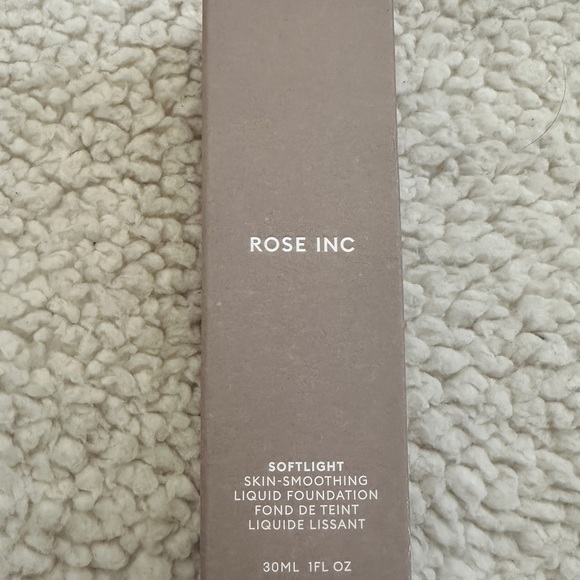 ROSE INC
SOFTLIGHT
SKIN-SMOOTHING
LIQUID FOUNDATION
FOND DE TEINT
LIQUIDE LISSANT
30ML 1FL OZ